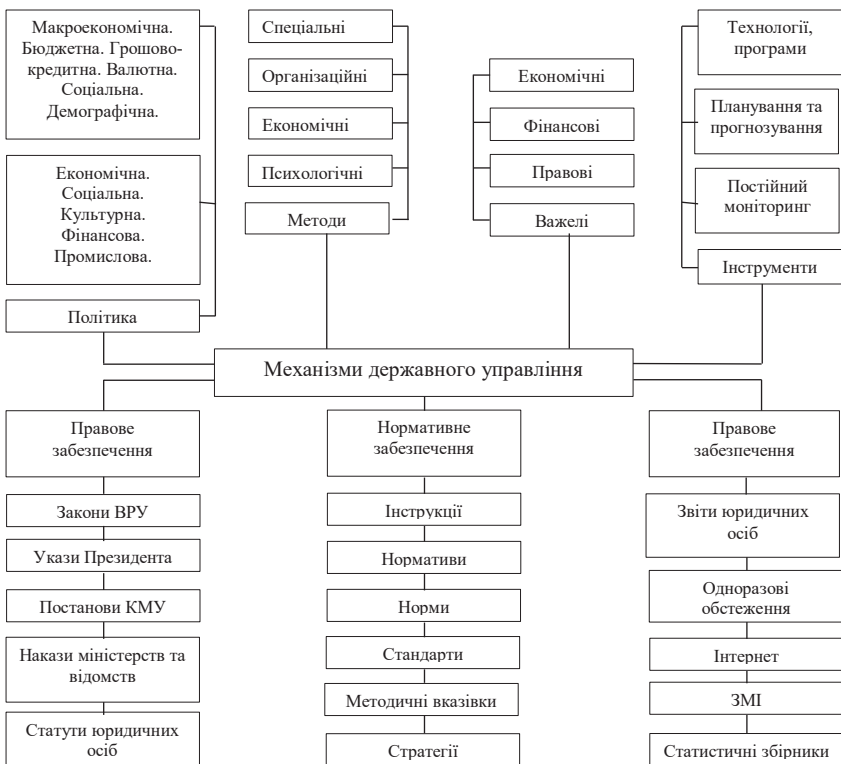 Макроекономічна.
Бюджетна. Грошово-
кредитна. Валютна.
Соціальна.
Демографічна.
Економічна.
Соціальна.
Культурна.
Фінансова.
Промислова.
Політика
Спеціальні
Організаційні
Економічні
Психологічні
Методи
Економічні
Фінансові
Правові
Важелі
Технології,
програми
Планування та
прогнозування
Постійний
моніторинг
Інструменти
Механізми державного управління
Правове
забезпечення
Закони ВРУ
Укази Президента
Постанови КМУ
Накази міністерств та
відомств
Статути юридичних
осіб
Нормативне
забезпечення
Інструкції
Нормативи
Норми
Стандарти
Методичні вказівки
Стратегії
Правове
забезпечення
Звіти юридичних
осіб
Одноразові
обстеження
Інтернет
ЗМІ
Статистичні збірники